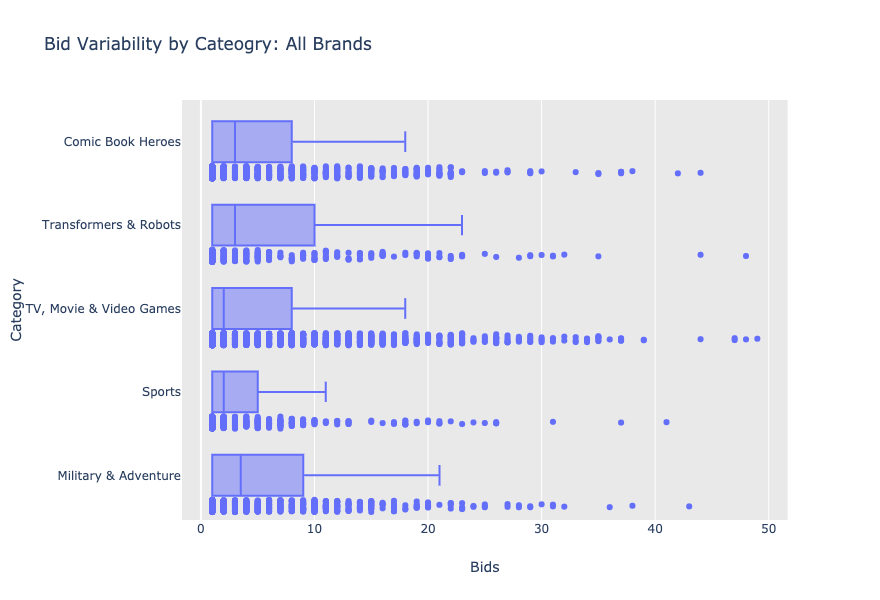 Bid Variability by Cateogry: All Brands
Comic Book Heroes
Transformers & Robots
TV, Movie & Video Games
Sports
Military & Adventure
Category
0 10 20 30 40 50
Bids